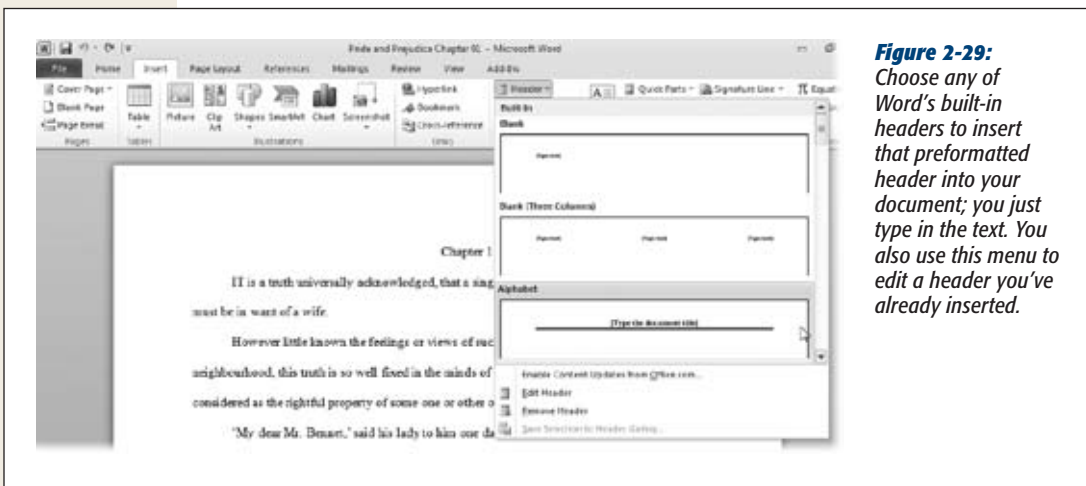 Pride and Prejudice Chapter 01 - Microsoft Word
File Home Insert Page Layout References Mailings Review View Add-Ins
Cover Page
Blank Page
Page Break
Pages
Table
Tables
Picture Clip Art Shapes SmartArt Chart Screenshot
Illustrations
Hyperlink
Bookmark
Cross-reference
Links
Header
Quick Parts Signature Line
Built-In
Blank
Blank (Three Columns)
Alphabet
[Type the document title]
Enable Content Updates from Office.com...
Edit Header
Remove Header
Save Selection to Header Gallery...
Chapter 1
IT is a truth universally acknowledged, that a sing
must be in want of a wife.
However little known the feelings or views of suc
neighbourhood, this truth is so well fixed in the minds of
considered as the rightful property of some one or other o
'My dear Mr. Bennet,' said his lady to him one da
Figure 2-29:
Choose any of
Word's built-in
headers to insert
that preformatted
header into your
document; you just
type in the text. You
also use this menu to
edit a header you've
already inserted.